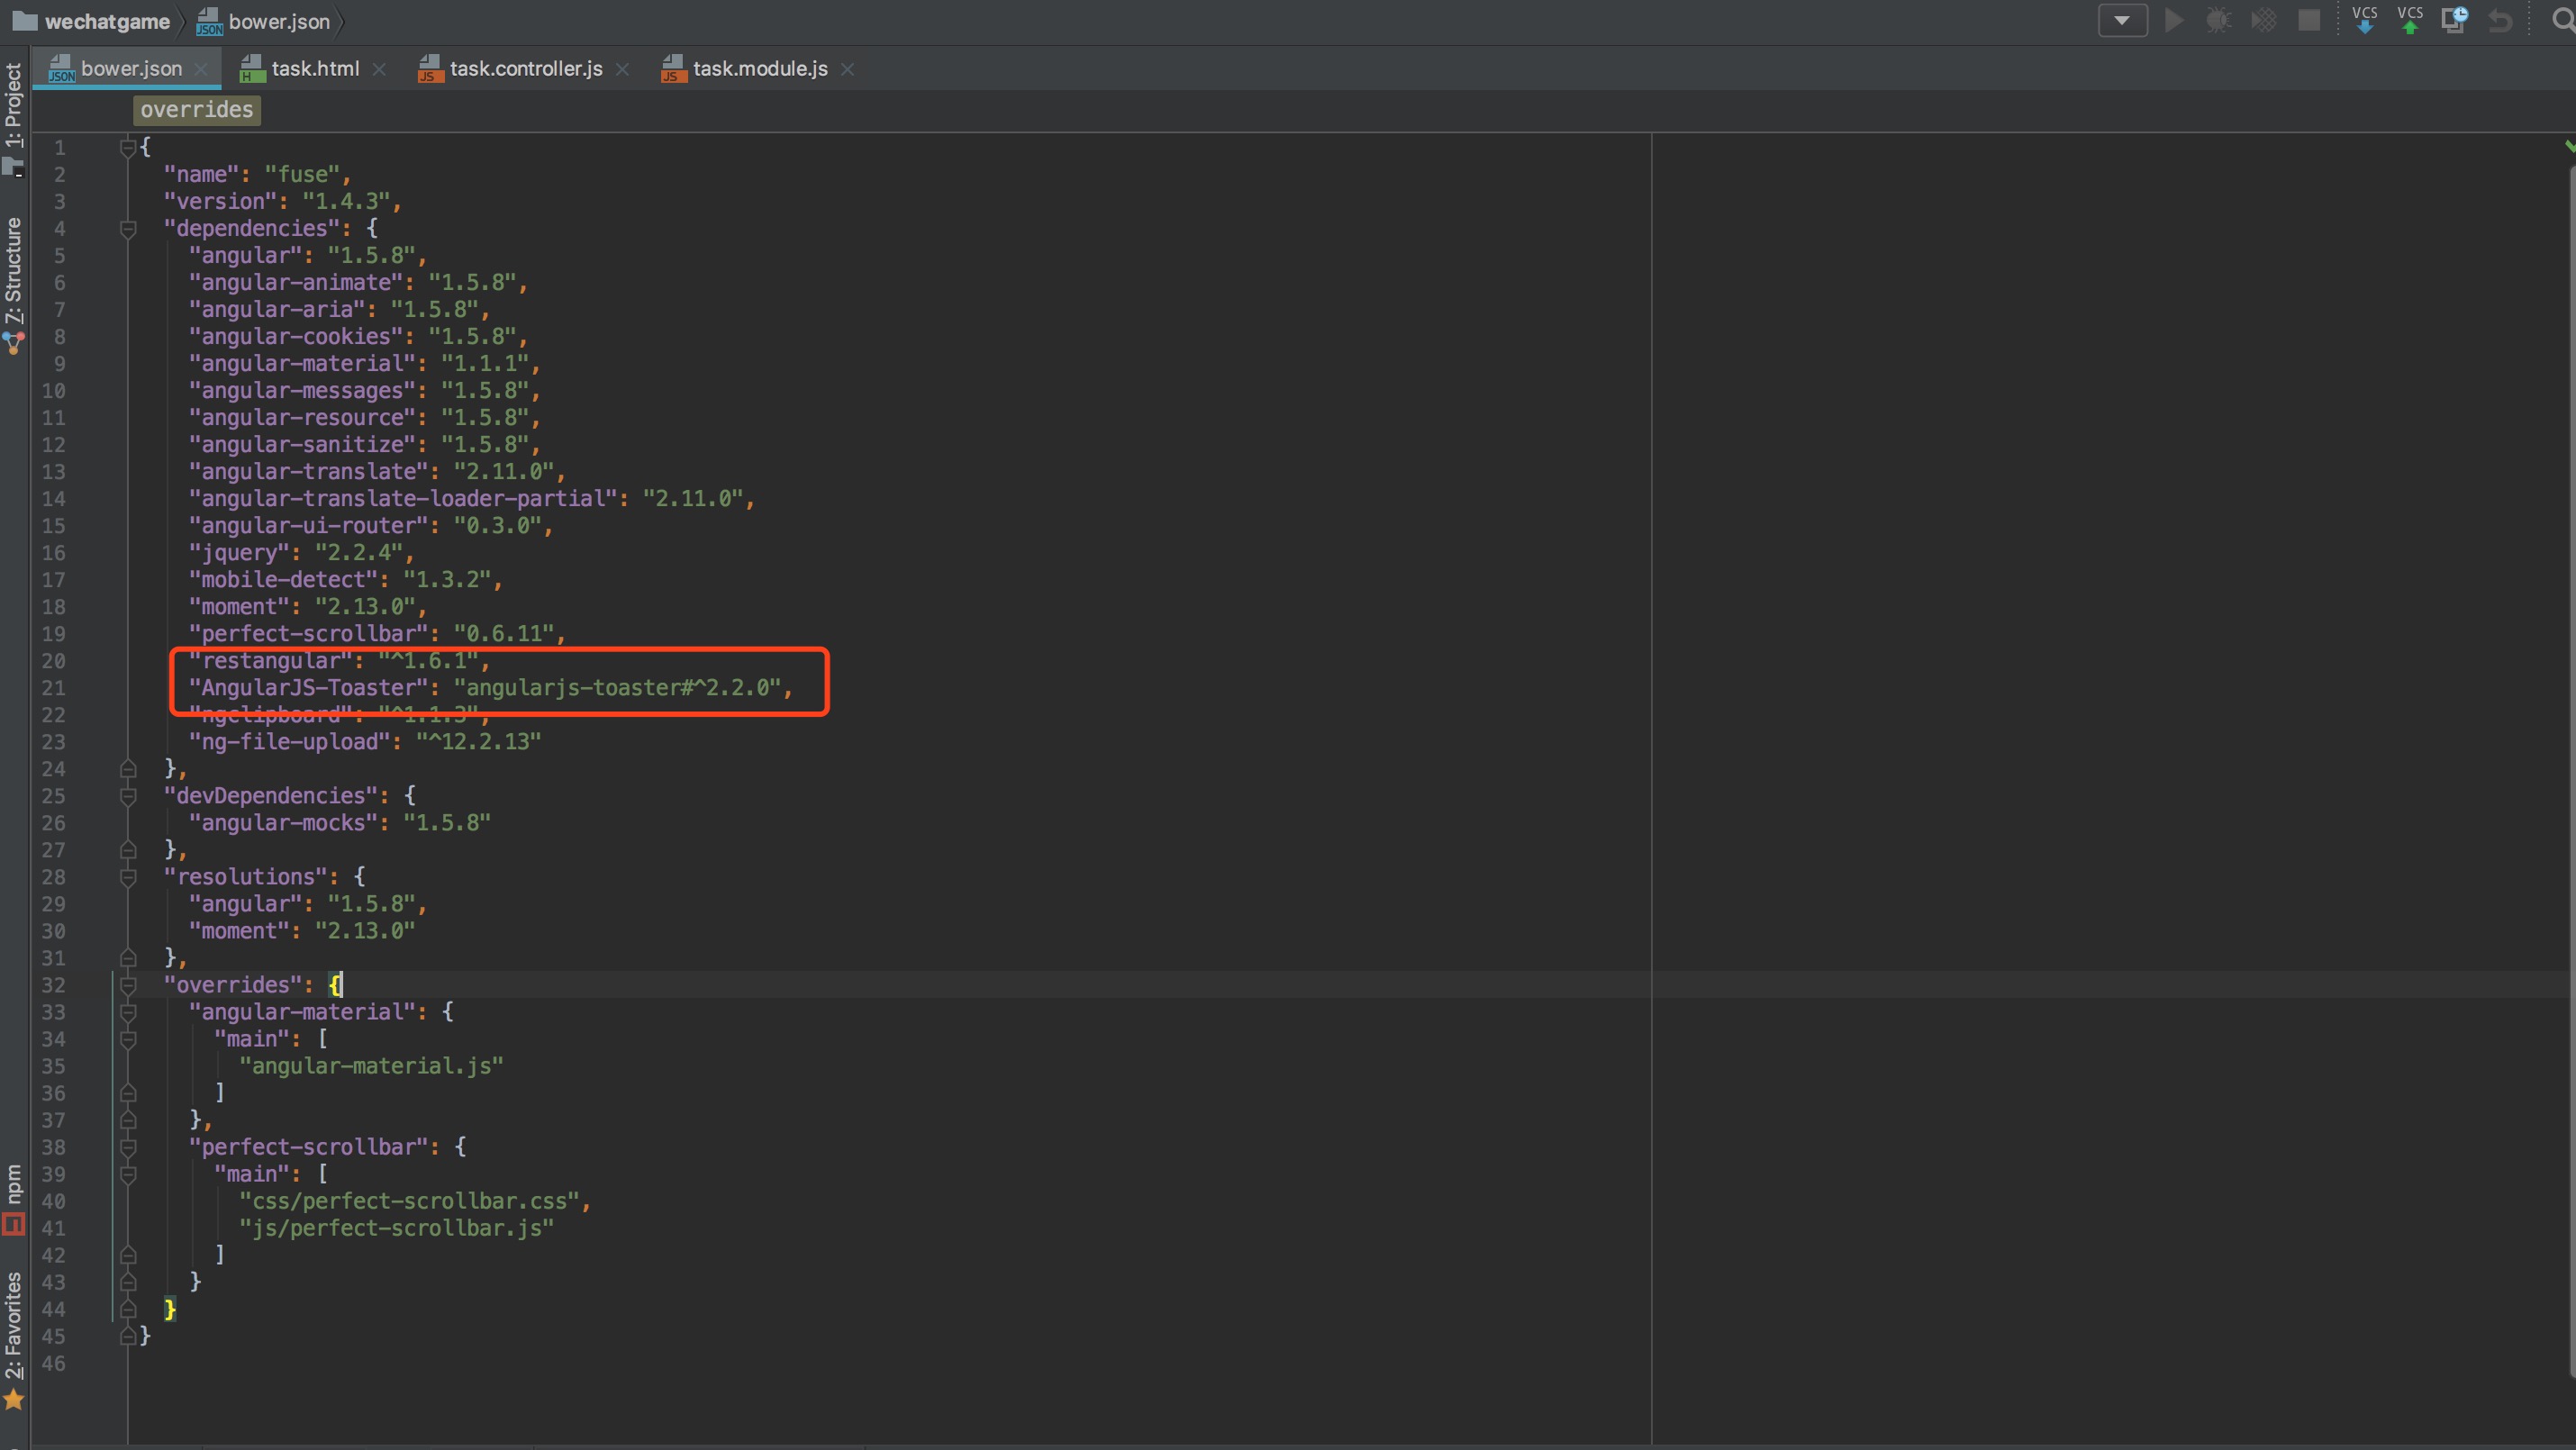 wechatgame bower.json
VCS VCS
bower.json task.html task.controller.js task.module.js
overrides
1: Project
7: Structure
npm
2: Favorites
1 {
2 "name": "fuse",
3 "version": "1.4.3",
4 "dependencies": {
5 "angular": "1.5.8",
6 "angular-animate": "1.5.8",
7 "angular-aria": "1.5.8",
8 "angular-cookies": "1.5.8",
9 "angular-material": "1.1.1",
10 "angular-messages": "1.5.8",
11 "angular-resource": "1.5.8",
12 "angular-sanitize": "1.5.8",
13 "angular-translate": "2.11.0",
14 "angular-translate-loader-partial": "2.11.0",
15 "angular-ui-router": "0.3.0",
16 "jquery": "2.2.4",
17 "mobile-detect": "1.3.2",
18 "moment": "2.13.0",
19 "perfect-scrollbar": "0.6.11",
20 "restangular": "^1.6.1",
21 "AngularJS-Toaster": "angularjs-toaster#^2.2.0",
22 "ngclipboard": "^1.1.3",
23 "ng-file-upload": "^12.2.13"
24 },
25 "devDependencies": {
26 "angular-mocks": "1.5.8"
27 },
28 "resolutions": {
29 "angular": "1.5.8",
30 "moment": "2.13.0"
31 },
32 "overrides": {
33 "angular-material": {
34 "main": [
35 "angular-material.js"
36 ]
37 },
38 "perfect-scrollbar": {
39 "main": [
40 "css/perfect-scrollbar.css",
41 "js/perfect-scrollbar.js"
42 ]
43 }
44 }
45 }
46